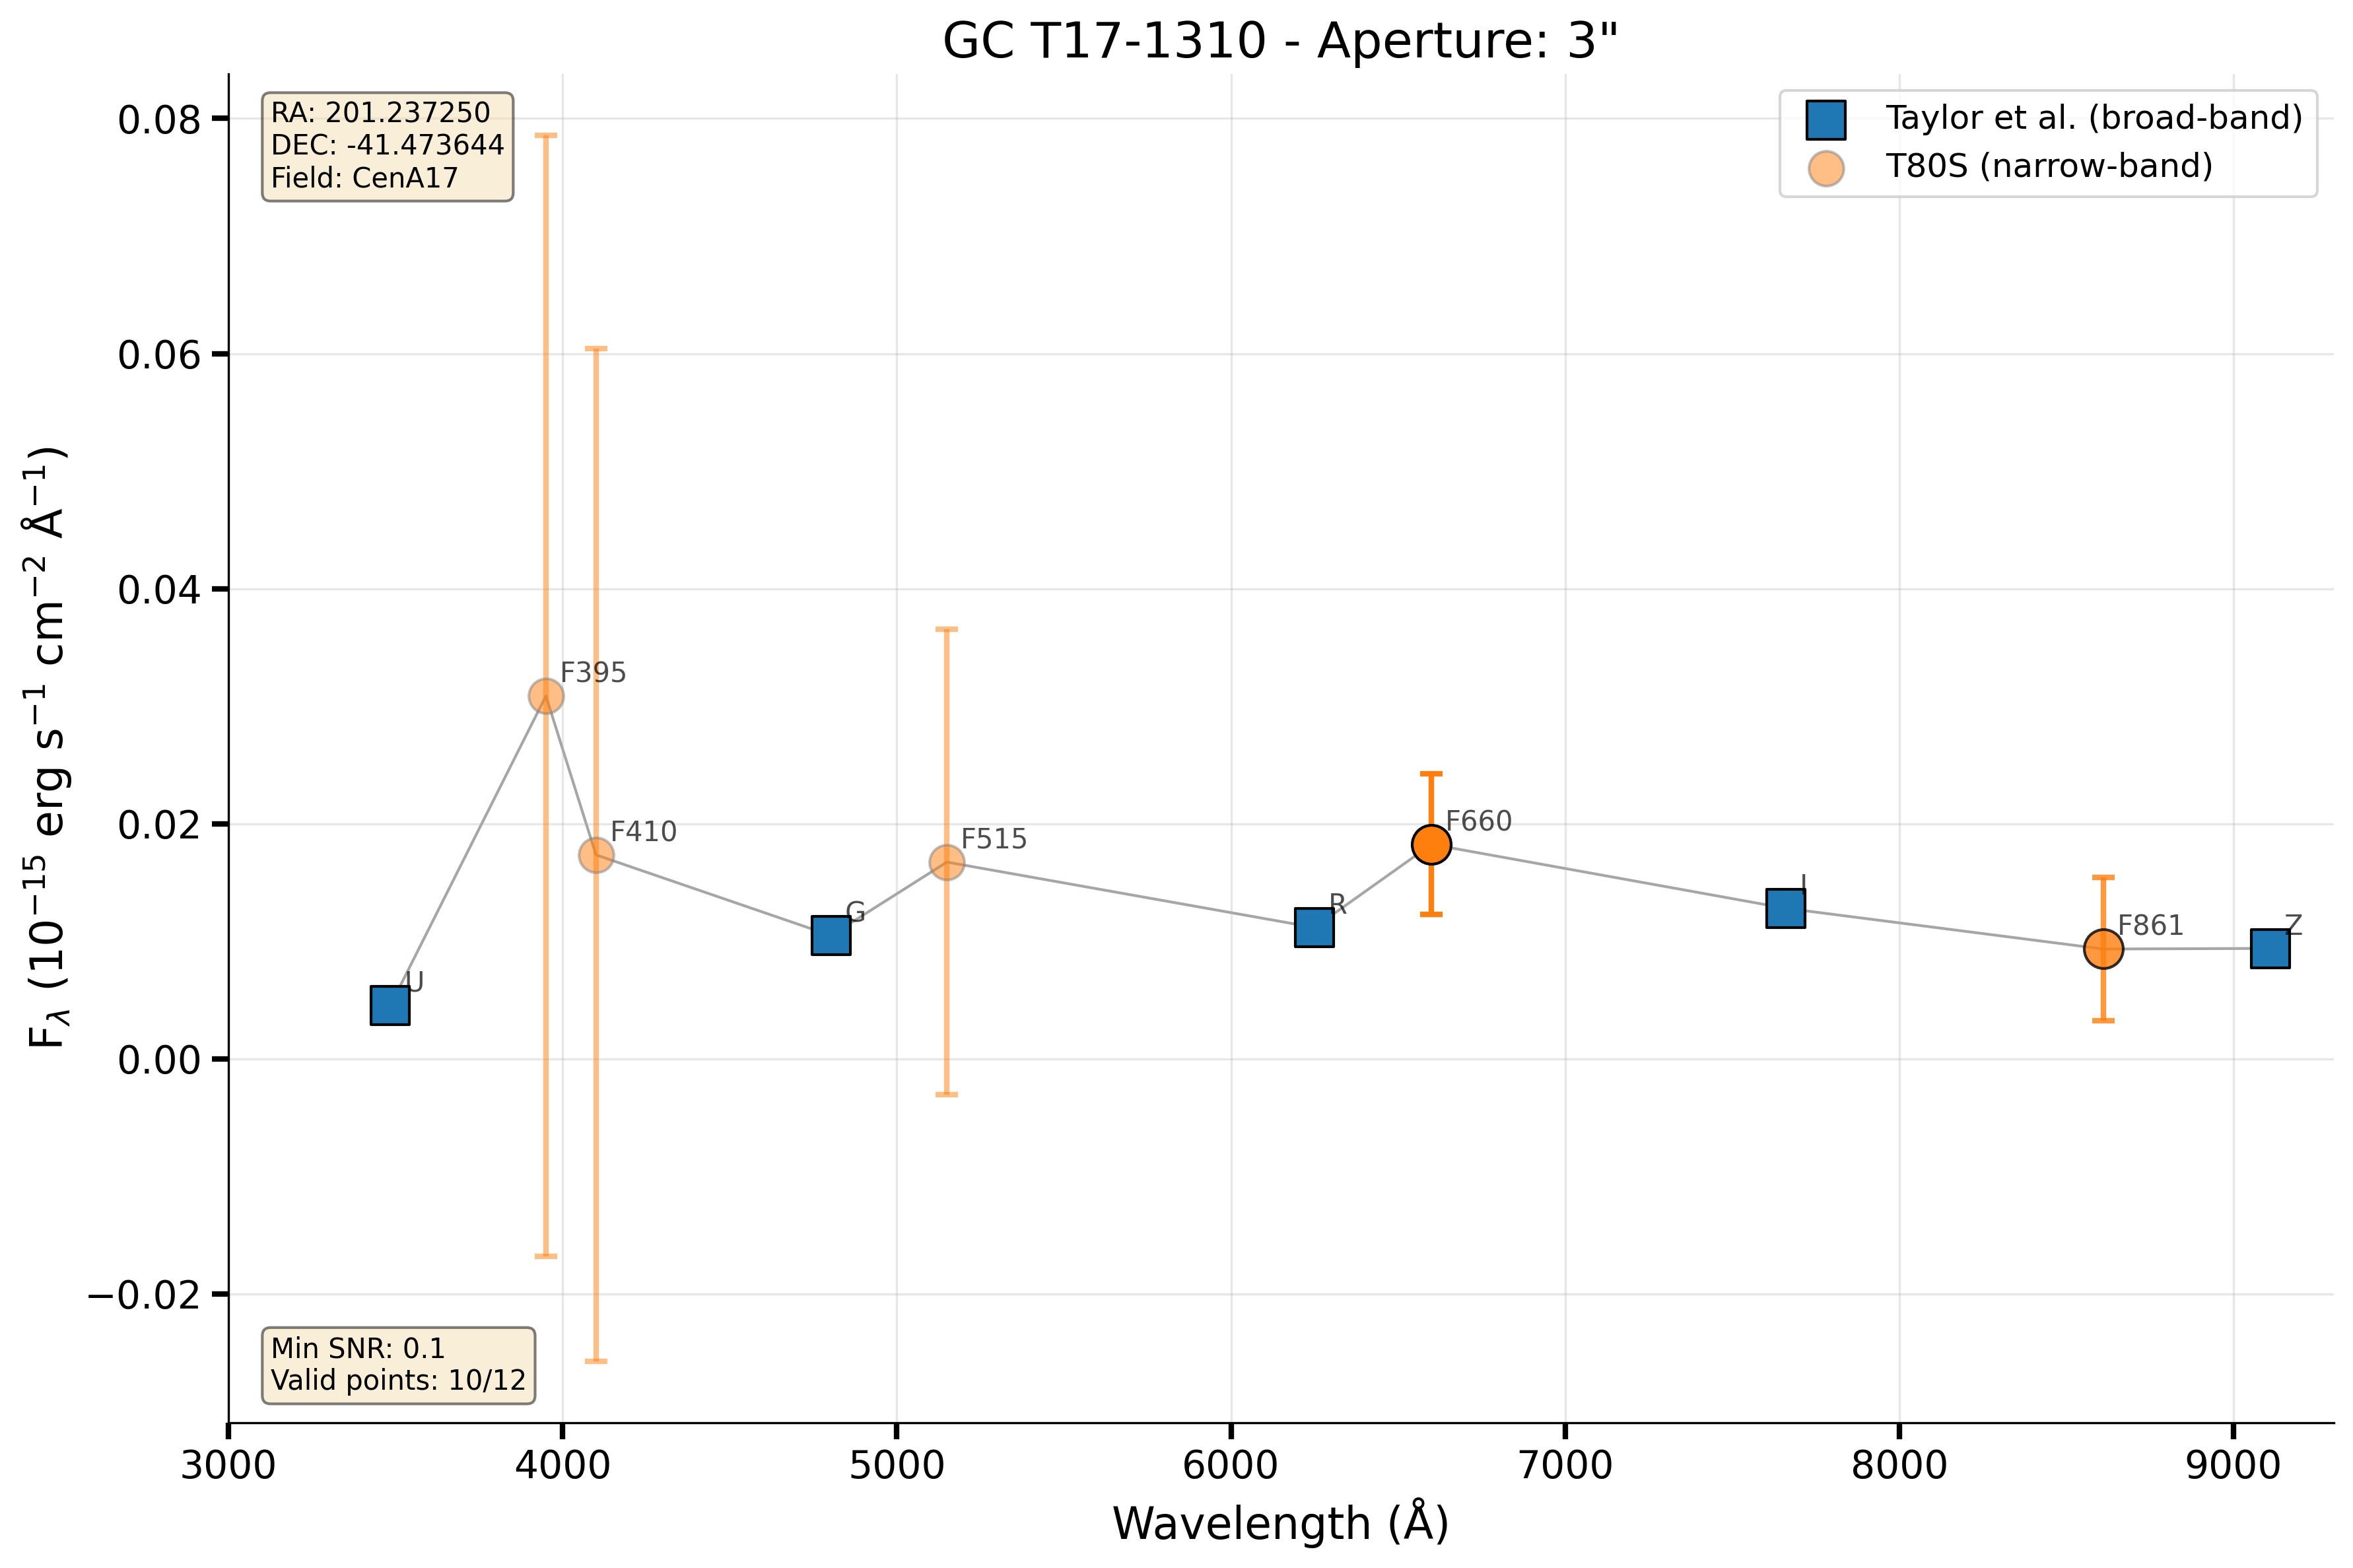 GC T17-1310 - Aperture: 3"
RA: 201.237250
DEC: -41.473644
Field: CenA17
Taylor et al. (broad-band)
T80S (narrow-band)
0.08
0.06
0.04
0.02
0.00
−0.02
F_λ (10⁻¹⁵ erg s⁻¹ cm⁻² Å⁻¹)
U
F395
F410
G
F515
R
F660
I
F861
Z
Min SNR: 0.1
Valid points: 10/12
3000 4000 5000 6000 7000 8000 9000
Wavelength (Å)